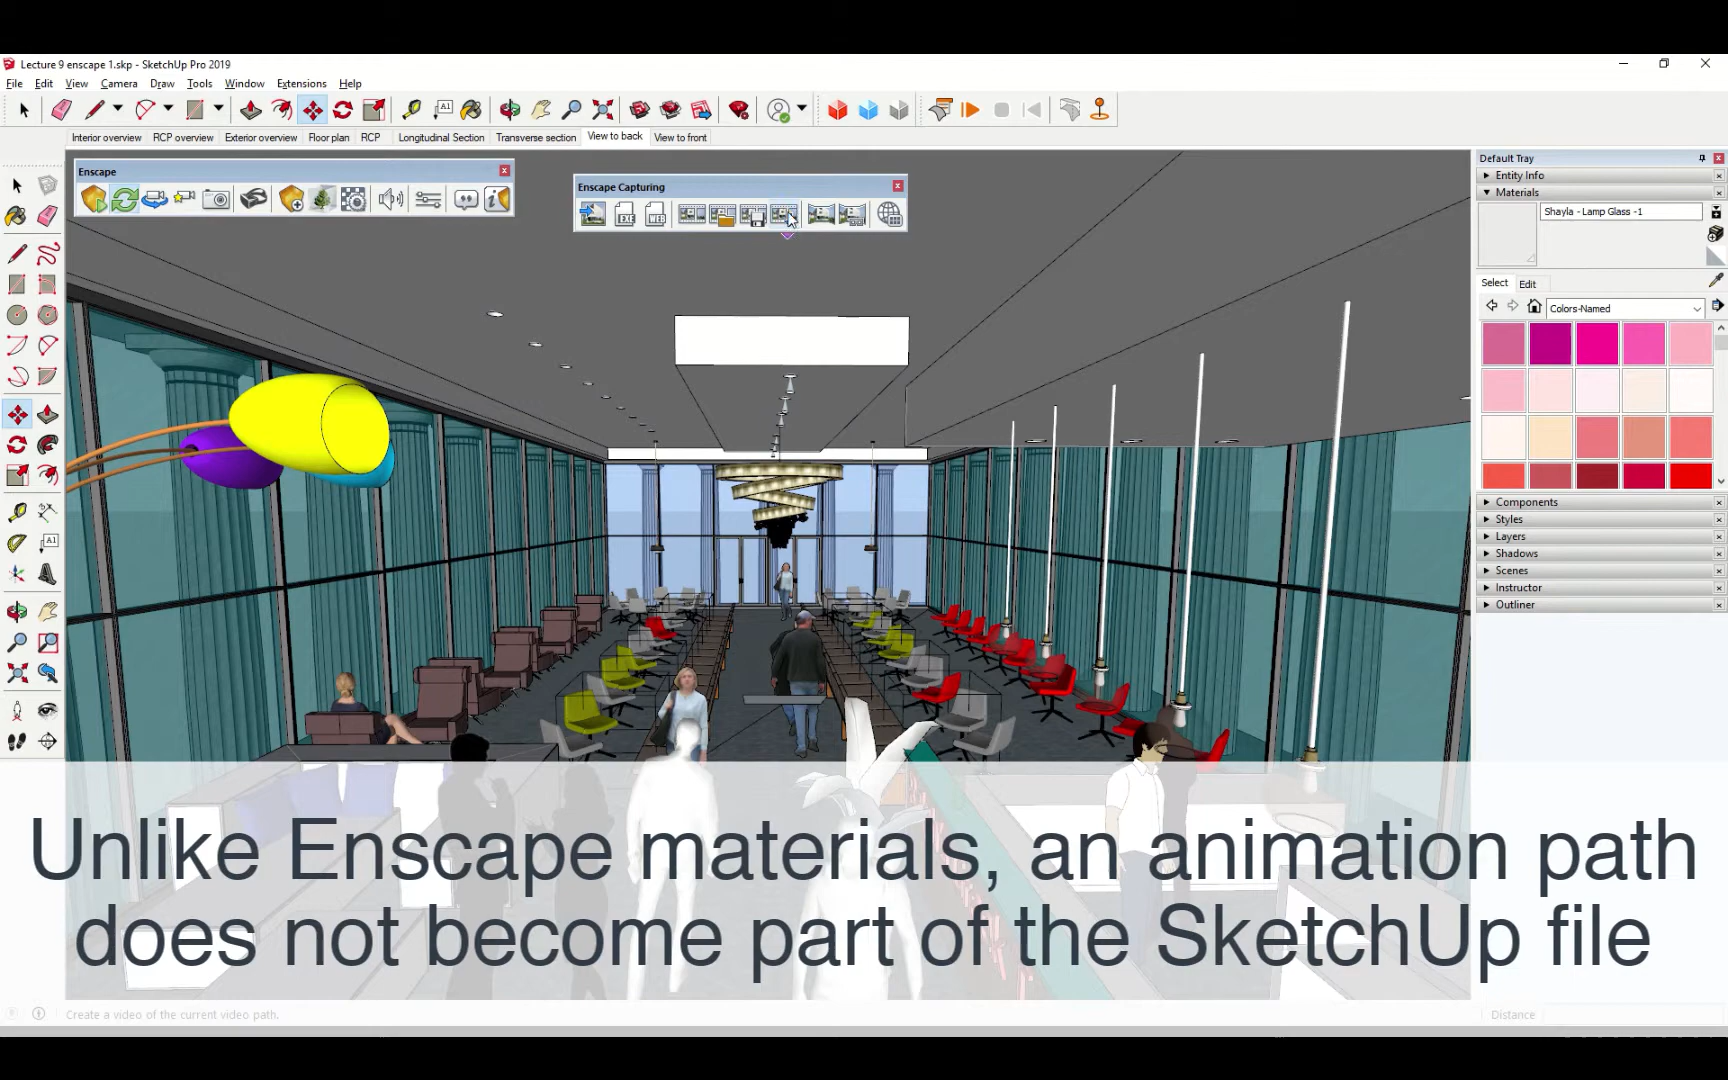 Lecture 9 enscape 1.skp - SketchUp Pro 2019
File Edit View Camera Draw Tools Window Extensions Help
A1
Interior overview RCP overview Exterior overview Floor plan RCP Longitudinal Section Transverse section View to back View to front
Enscape
Enscape Capturing
EXE WEB
Default Tray
Entity Info
Materials
Shayla - Lamp Glass -1
Select Edit
Colors-Named
Components
Styles
Layers
Shadows
Scenes
Instructor
Outliner
A1
Unlike Enscape materials, an animation path
does not become part of the SketchUp file
Create a video of the current video path.
Distance